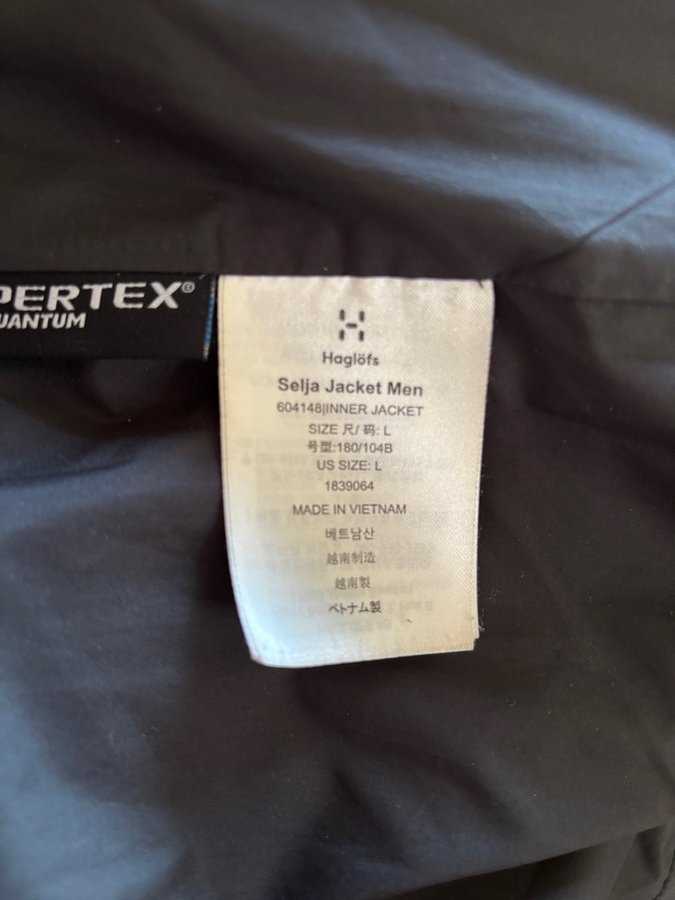 PERTEX®
QUANTUM
Haglöfs
Selja Jacket Men
604148|INNER JACKET
SIZE 尺/ 码: L
号型:180/104B
US SIZE: L
1839064
MADE IN VIETNAM
베트남산
越南制造
越南製
ベトナム製